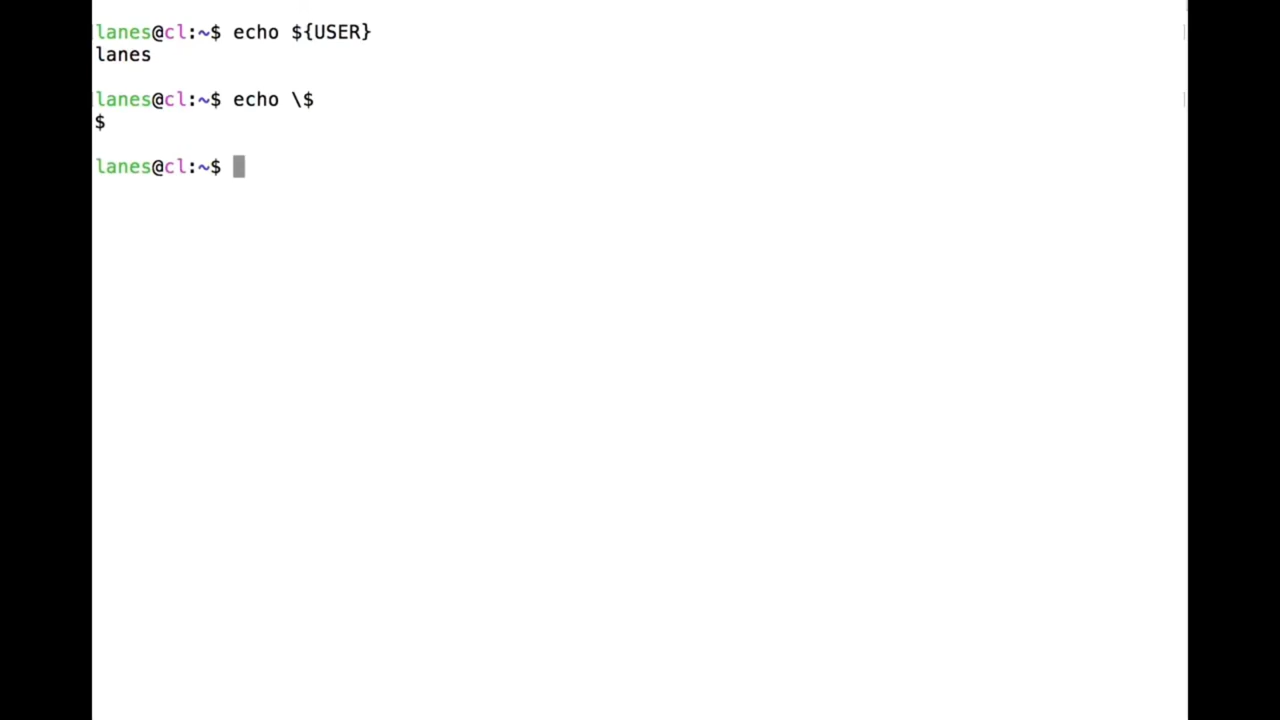 lanes@cl:~$ echo ${USER}
lanes
lanes@cl:~$ echo \$
$
lanes@cl:~$